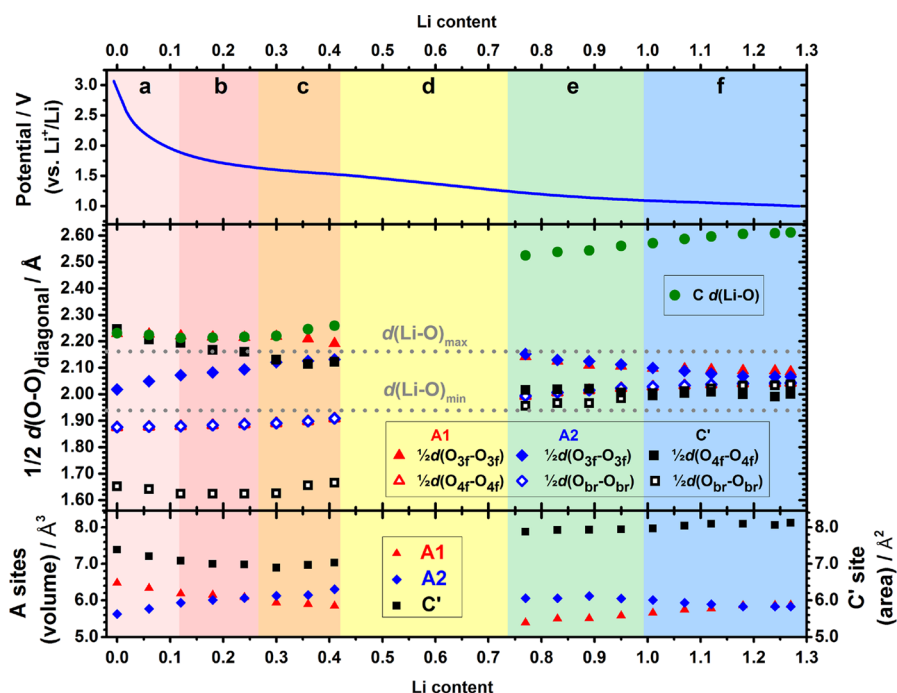 Li content
0.0 0.1 0.2 0.3 0.4 0.5 0.6 0.7 0.8 0.9 1.0 1.1 1.2 1.3
Potential / V
(vs. Li⁺/Li)
3.0
2.5
2.0
1.5
1.0
a b c d e f
1/2 d(O-O)diagonal / Å
2.60
2.50
2.40
2.30
2.20
2.10
2.00
1.90
1.80
1.70
1.60
C d(Li-O)
d(Li-O)max
d(Li-O)min
A1 A2 C'
½d(O3f-O3f) ½d(O3f-O3f) ½d(O4f-O4f)
½d(O4f-O4f) ½d(Obr-Obr) ½d(Obr-Obr)
A sites
(volume) / Å³
8.0
7.0
6.0
5.0
A1
A2
C'
8.0
7.0
6.0
5.0
C' site
(area) / Å²
0.0 0.1 0.2 0.3 0.4 0.5 0.6 0.7 0.8 0.9 1.0 1.1 1.2 1.3
Li content